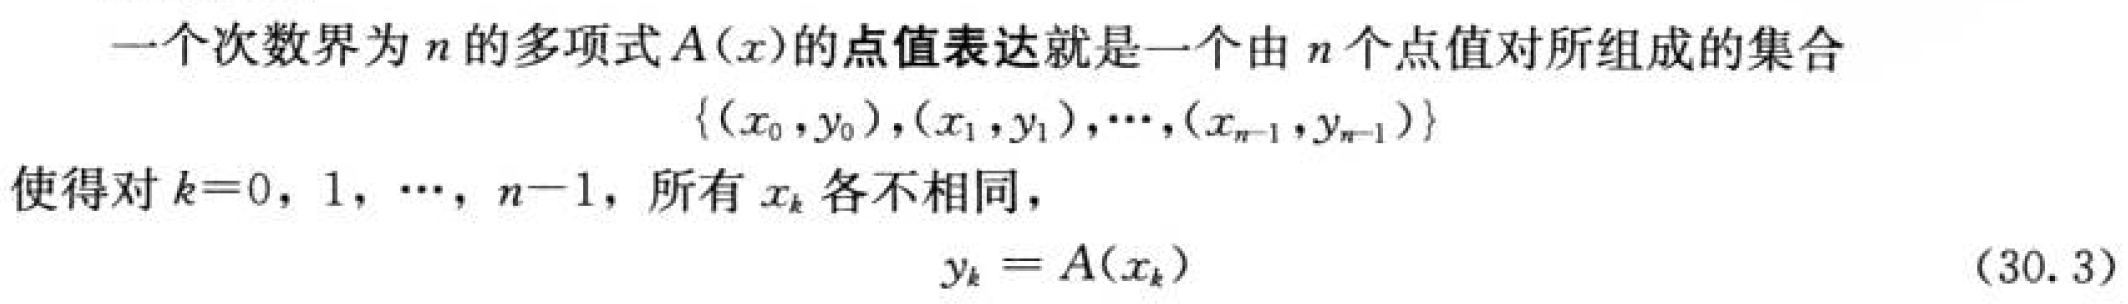 一个次数界为 n 的多项式 A(x)的点值表达就是一个由 n 个点值对所组成的集合
{(x₀,y₀),(x₁,y₁),…,(xₙ₋₁,yₙ₋₁)}
使得对 k=0, 1, …, n-1, 所有 xₖ 各不相同,
yₖ = A(xₖ) (30.3)